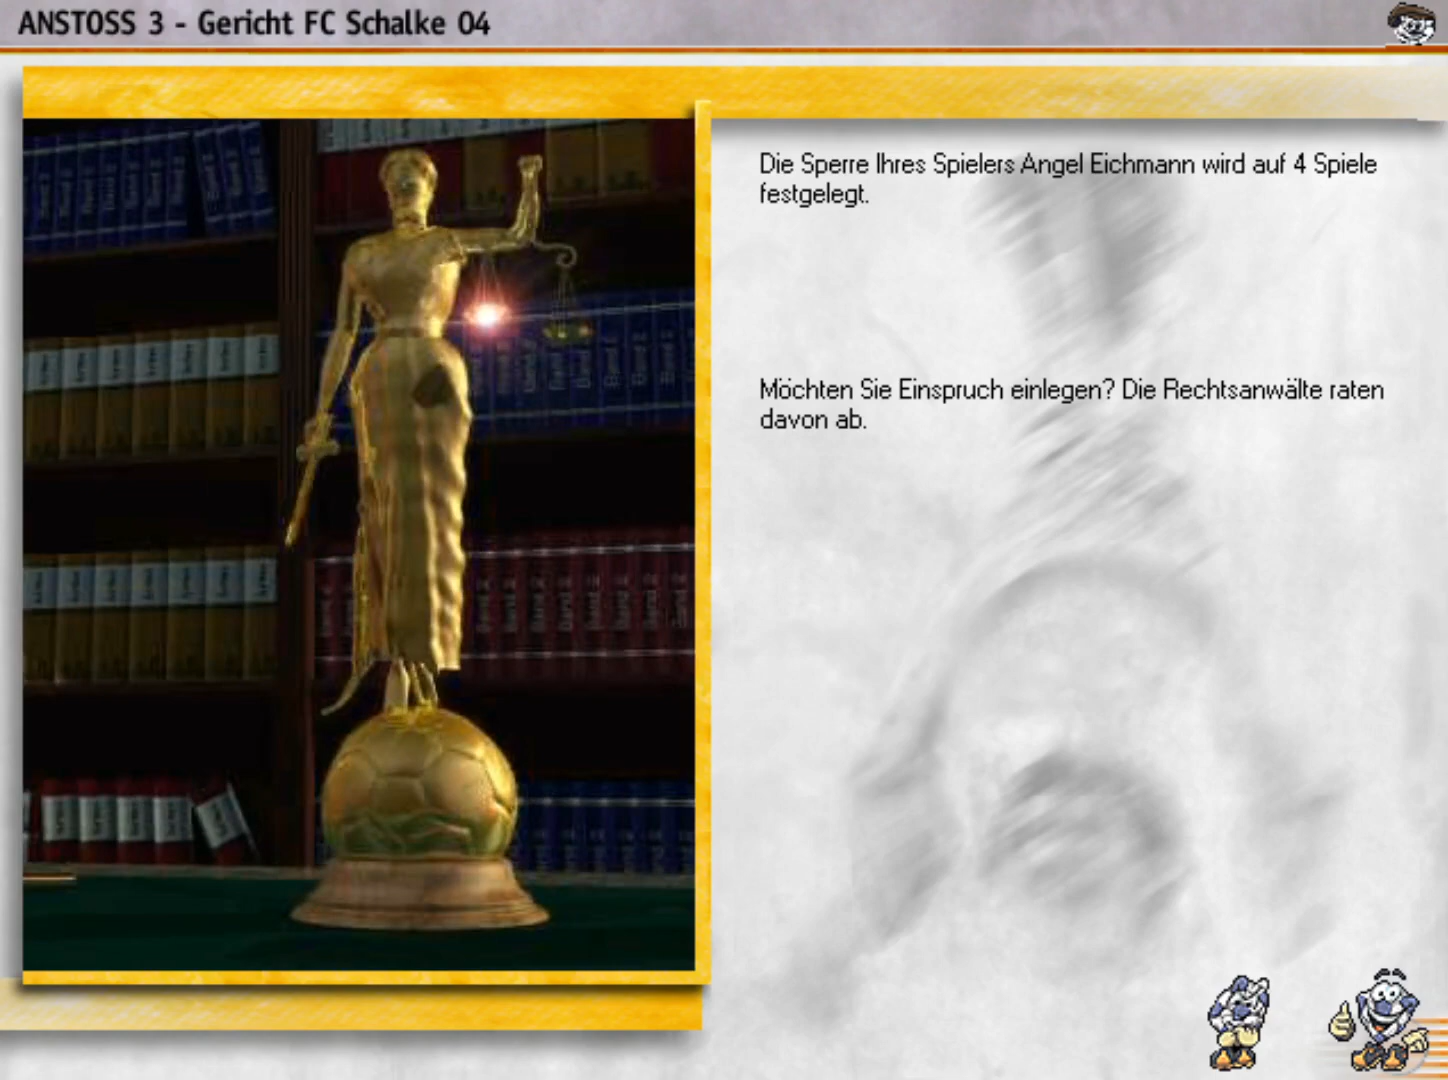 ANSTOSS 3 - Gericht FC Schalke 04
Die Sperre Ihres Spielers Angel Eichmann wird auf 4 Spiele
festgelegt.
Möchten Sie Einspruch einlegen? Die Rechtsanwälte raten
davon ab.